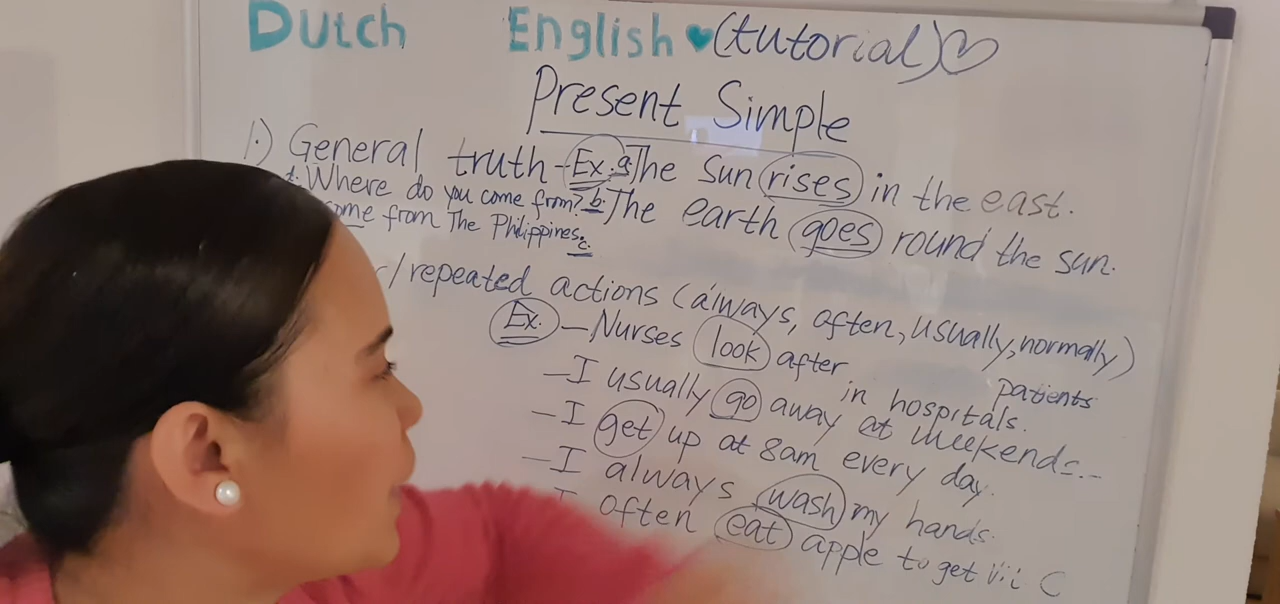 Dutch English (tutorial)
Present Simple
1.) General truth - Ex. a. The sun rises in the east.
d. Where do you come from? b. The earth goes round the sun.
come from The Philippines. c.
/repeated actions (always, often, usually, normally)
Ex. - Nurses look after patients
in hospitals.
- I usually go away at weekends.
- I get up at 8am every day.
- I always wash my hands.
I often eat apple to get Vit C